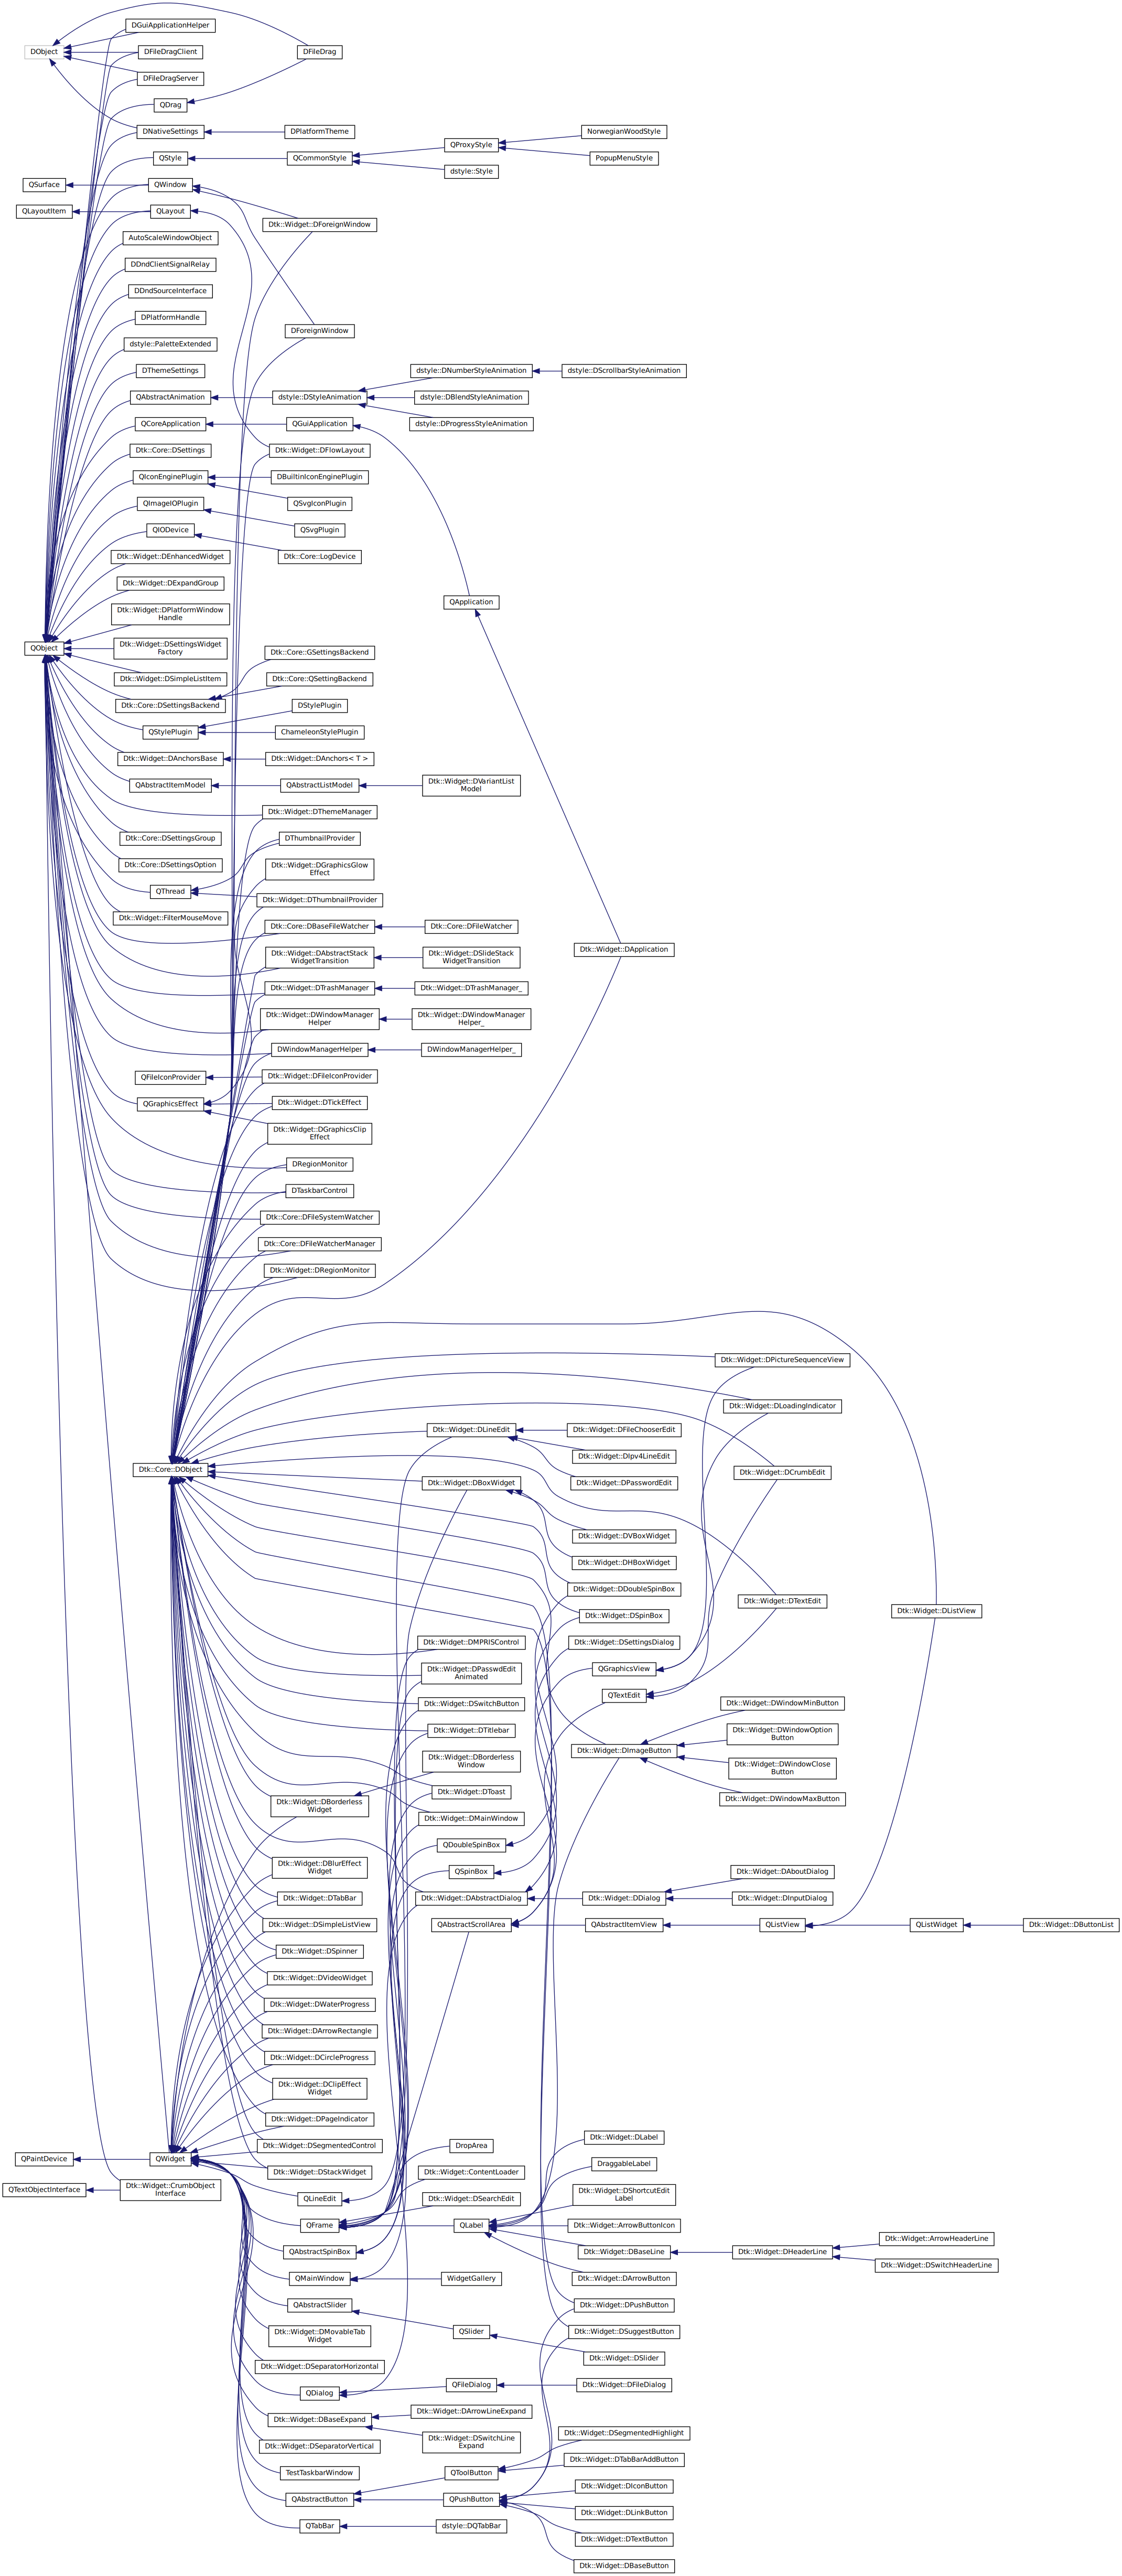 DGuiApplicationHelper
DObject
DFileDragClient
DFileDrag
DFileDragServer
QDrag
DNativeSettings
DPlatformTheme
NorwegianWoodStyle
QProxyStyle
QStyle
QCommonStyle
PopupMenuStyle
dstyle::Style
QSurface
QWindow
QLayoutItem
QLayout
Dtk::Widget::DForeignWindow
AutoScaleWindowObject
DDndClientSignalRelay
DDndSourceInterface
DPlatformHandle
DForeignWindow
dstyle::PaletteExtended
DThemeSettings
dstyle::DNumberStyleAnimation
dstyle::DScrollbarStyleAnimation
QAbstractAnimation
dstyle::DStyleAnimation
dstyle::DBlendStyleAnimation
QCoreApplication
QGuiApplication
dstyle::DProgressStyleAnimation
Dtk::Core::DSettings
Dtk::Widget::DFlowLayout
QIconEnginePlugin
DBuiltinIconEnginePlugin
QImageIOPlugin
QSvgIconPlugin
QIODevice
QSvgPlugin
Dtk::Widget::DEnhancedWidget
Dtk::Core::LogDevice
Dtk::Widget::DExpandGroup
QApplication
Dtk::Widget::DPlatformWindow
Handle
QObject
Dtk::Widget::DSettingsWidget
Factory
Dtk::Core::GSettingsBackend
Dtk::Widget::DSimpleListItem
Dtk::Core::QSettingBackend
Dtk::Core::DSettingsBackend
DStylePlugin
QStylePlugin
ChameleonStylePlugin
Dtk::Widget::DAnchorsBase
Dtk::Widget::DAnchors< T >
QAbstractItemModel
QAbstractListModel
Dtk::Widget::DVariantList
Model
Dtk::Widget::DThemeManager
Dtk::Core::DSettingsGroup
DThumbnailProvider
Dtk::Core::DSettingsOption
Dtk::Widget::DGraphicsGlow
Effect
QThread
Dtk::Widget::DThumbnailProvider
Dtk::Widget::FilterMouseMove
Dtk::Core::DBaseFileWatcher
Dtk::Core::DFileWatcher
Dtk::Widget::DApplication
Dtk::Widget::DAbstractStack
WidgetTransition
Dtk::Widget::DSlideStack
WidgetTransition
Dtk::Widget::DTrashManager
Dtk::Widget::DTrashManager_
Dtk::Widget::DWindowManager
Helper
Dtk::Widget::DWindowManager
Helper_
DWindowManagerHelper
DWindowManagerHelper_
QFileIconProvider
Dtk::Widget::DFileIconProvider
QGraphicsEffect
Dtk::Widget::DTickEffect
Dtk::Widget::DGraphicsClip
Effect
DRegionMonitor
DTaskbarControl
Dtk::Core::DFileSystemWatcher
Dtk::Core::DFileWatcherManager
Dtk::Widget::DRegionMonitor
Dtk::Widget::DPictureSequenceView
Dtk::Widget::DLoadingIndicator
Dtk::Widget::DLineEdit
Dtk::Widget::DFileChooserEdit
Dtk::Widget::DIpv4LineEdit
Dtk::Core::DObject
Dtk::Widget::DCrumbEdit
Dtk::Widget::DBoxWidget
Dtk::Widget::DPasswordEdit
Dtk::Widget::DVBoxWidget
Dtk::Widget::DHBoxWidget
Dtk::Widget::DDoubleSpinBox
Dtk::Widget::DTextEdit
Dtk::Widget::DListView
Dtk::Widget::DSpinBox
Dtk::Widget::DMPRISControl
Dtk::Widget::DSettingsDialog
Dtk::Widget::DPasswdEdit
Animated
QGraphicsView
QTextEdit
Dtk::Widget::DSwitchButton
Dtk::Widget::DWindowMinButton
Dtk::Widget::DTitlebar
Dtk::Widget::DWindowOption
Button
Dtk::Widget::DImageButton
Dtk::Widget::DBorderless
Window
Dtk::Widget::DWindowClose
Button
Dtk::Widget::DToast
Dtk::Widget::DWindowMaxButton
Dtk::Widget::DBorderless
Widget
Dtk::Widget::DMainWindow
QDoubleSpinBox
Dtk::Widget::DBlurEffect
Widget
QSpinBox
Dtk::Widget::DAboutDialog
Dtk::Widget::DTabBar
Dtk::Widget::DAbstractDialog
Dtk::Widget::DDialog
Dtk::Widget::DInputDialog
Dtk::Widget::DSimpleListView
QAbstractScrollArea
QAbstractItemView
QListView
QListWidget
Dtk::Widget::DButtonList
Dtk::Widget::DSpinner
Dtk::Widget::DVideoWidget
Dtk::Widget::DWaterProgress
Dtk::Widget::DArrowRectangle
Dtk::Widget::DCircleProgress
Dtk::Widget::DClipEffect
Widget
Dtk::Widget::DPageIndicator
Dtk::Widget::DLabel
Dtk::Widget::DSegmentedControl
DropArea
QPaintDevice
QWidget
DraggableLabel
Dtk::Widget::DStackWidget
Dtk::Widget::ContentLoader
QTextObjectInterface
Dtk::Widget::CrumbObject
Interface
Dtk::Widget::DShortcutEdit
Label
QLineEdit
Dtk::Widget::DSearchEdit
QFrame
QLabel
Dtk::Widget::ArrowButtonIcon
Dtk::Widget::ArrowHeaderLine
QAbstractSpinBox
Dtk::Widget::DBaseLine
Dtk::Widget::DHeaderLine
Dtk::Widget::DSwitchHeaderLine
QMainWindow
WidgetGallery
Dtk::Widget::DArrowButton
QAbstractSlider
Dtk::Widget::DPushButton
QSlider
Dtk::Widget::DSuggestButton
Dtk::Widget::DMovableTab
Widget
Dtk::Widget::DSlider
Dtk::Widget::DSeparatorHorizontal
QFileDialog
Dtk::Widget::DFileDialog
QDialog
Dtk::Widget::DArrowLineExpand
Dtk::Widget::DBaseExpand
Dtk::Widget::DSwitchLine
Expand
Dtk::Widget::DSegmentedHighlight
Dtk::Widget::DSeparatorVertical
Dtk::Widget::DTabBarAddButton
TestTaskbarWindow
QToolButton
Dtk::Widget::DIconButton
QAbstractButton
QPushButton
Dtk::Widget::DLinkButton
QTabBar
dstyle::DQTabBar
Dtk::Widget::DTextButton
Dtk::Widget::DBaseButton